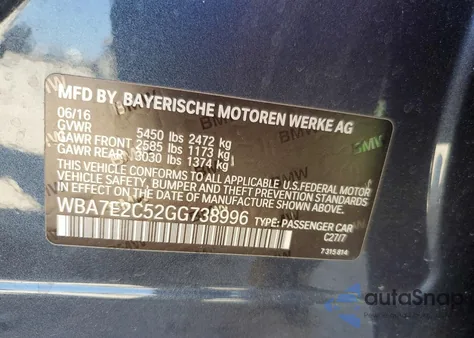 MFD BY BAYERISCHE MOTOREN WERKE AG
06/16
GVWR 5450 lbs 2472 kg
GAWR FRONT 2585 lbs 1173 kg
GAWR REAR 3030 lbs 1374 kg
THIS VEHICLE CONFORMS TO ALL
APPLICABLE U.S. FEDERAL MOTOR
VEHICLE SAFETY, BUMPER, AND THEFT
PREVENTION STANDARDS IN EFFECT ON THE
DATE OF MANUFACTURE SHOWN ABOVE.
WBA7E2C52GG738996 TYPE: PASSENGER CAR
C27/7
7 315 814
autoSnap